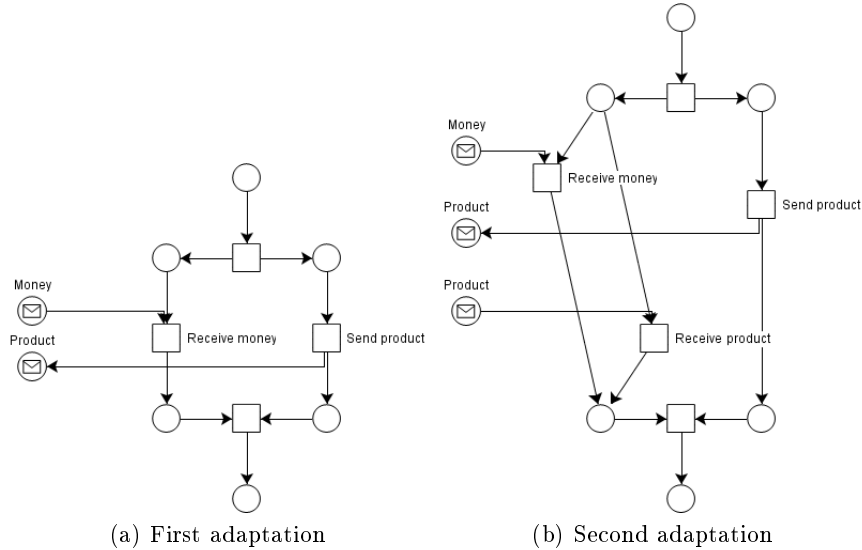 Money
Receive money
Send product
Product
(a) First adaptation
Money
Receive money
Product
Send product
Product
Receive product
(b) Second adaptation